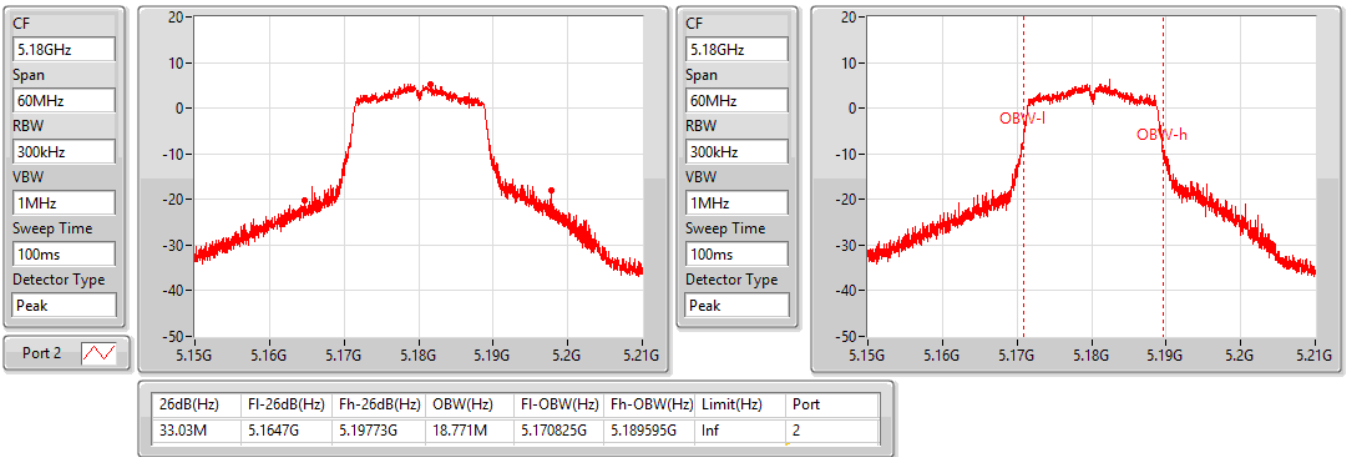 CF
5.18GHz
Span
60MHz
RBW
300kHz
VBW
1MHz
Sweep Time
100ms
Detector Type
Peak
Port 2
20
10
0
-10
-20
-30
-40
-50
5.15G 5.16G 5.17G 5.18G 5.19G 5.2G 5.21G
CF
5.18GHz
Span
60MHz
RBW
300kHz
VBW
1MHz
Sweep Time
100ms
Detector Type
Peak
20
10
0
-10
-20
-30
-40
-50
OBW-l
OBW-h
5.15G 5.16G 5.17G 5.18G 5.19G 5.2G 5.21G
26dB(Hz) Fl-26dB(Hz) Fh-26dB(Hz) OBW(Hz) Fl-OBW(Hz) Fh-OBW(Hz) Limit(Hz) Port
33.03M 5.1647G 5.19773G 18.771M 5.170825G 5.189595G Inf 2